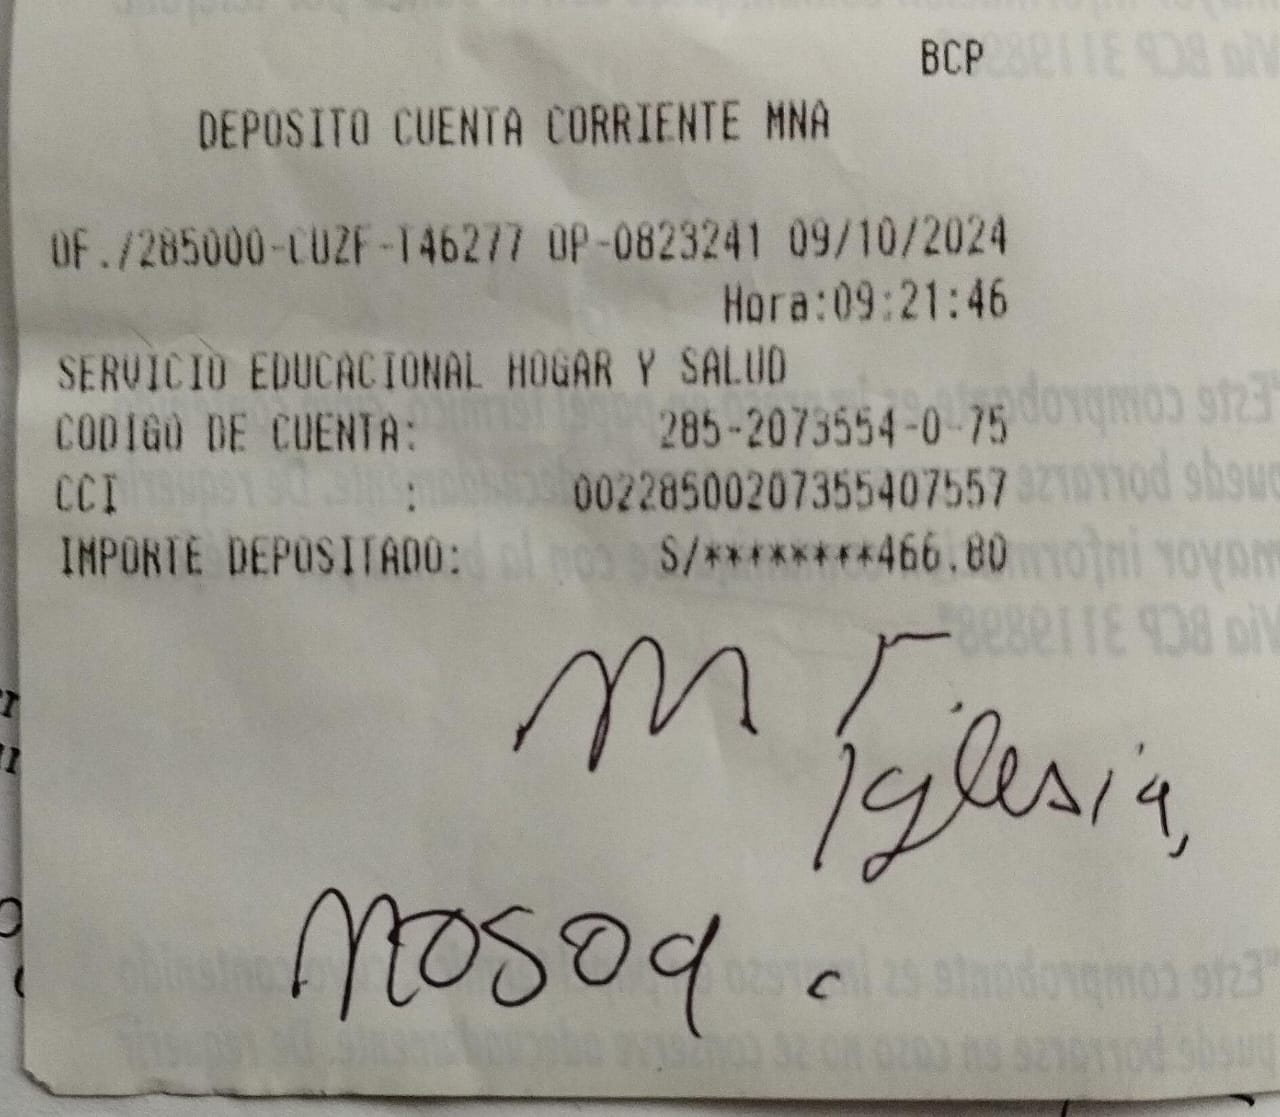 BCP
DEPOSITO CUENTA CORRIENTE MNA
OF./285000-CUZF-T46277 OP-0823241 09/10/2024
Hora:09:21:46
SERVICIO EDUCACIONAL HOGAR Y SALUD
CODIGO DE CUENTA: 285-2073554-0-75
CCI : 00228500207355407557
IMPORTE DEPOSITADO: S/********466.80
M
Iglesia,
Mosoq.